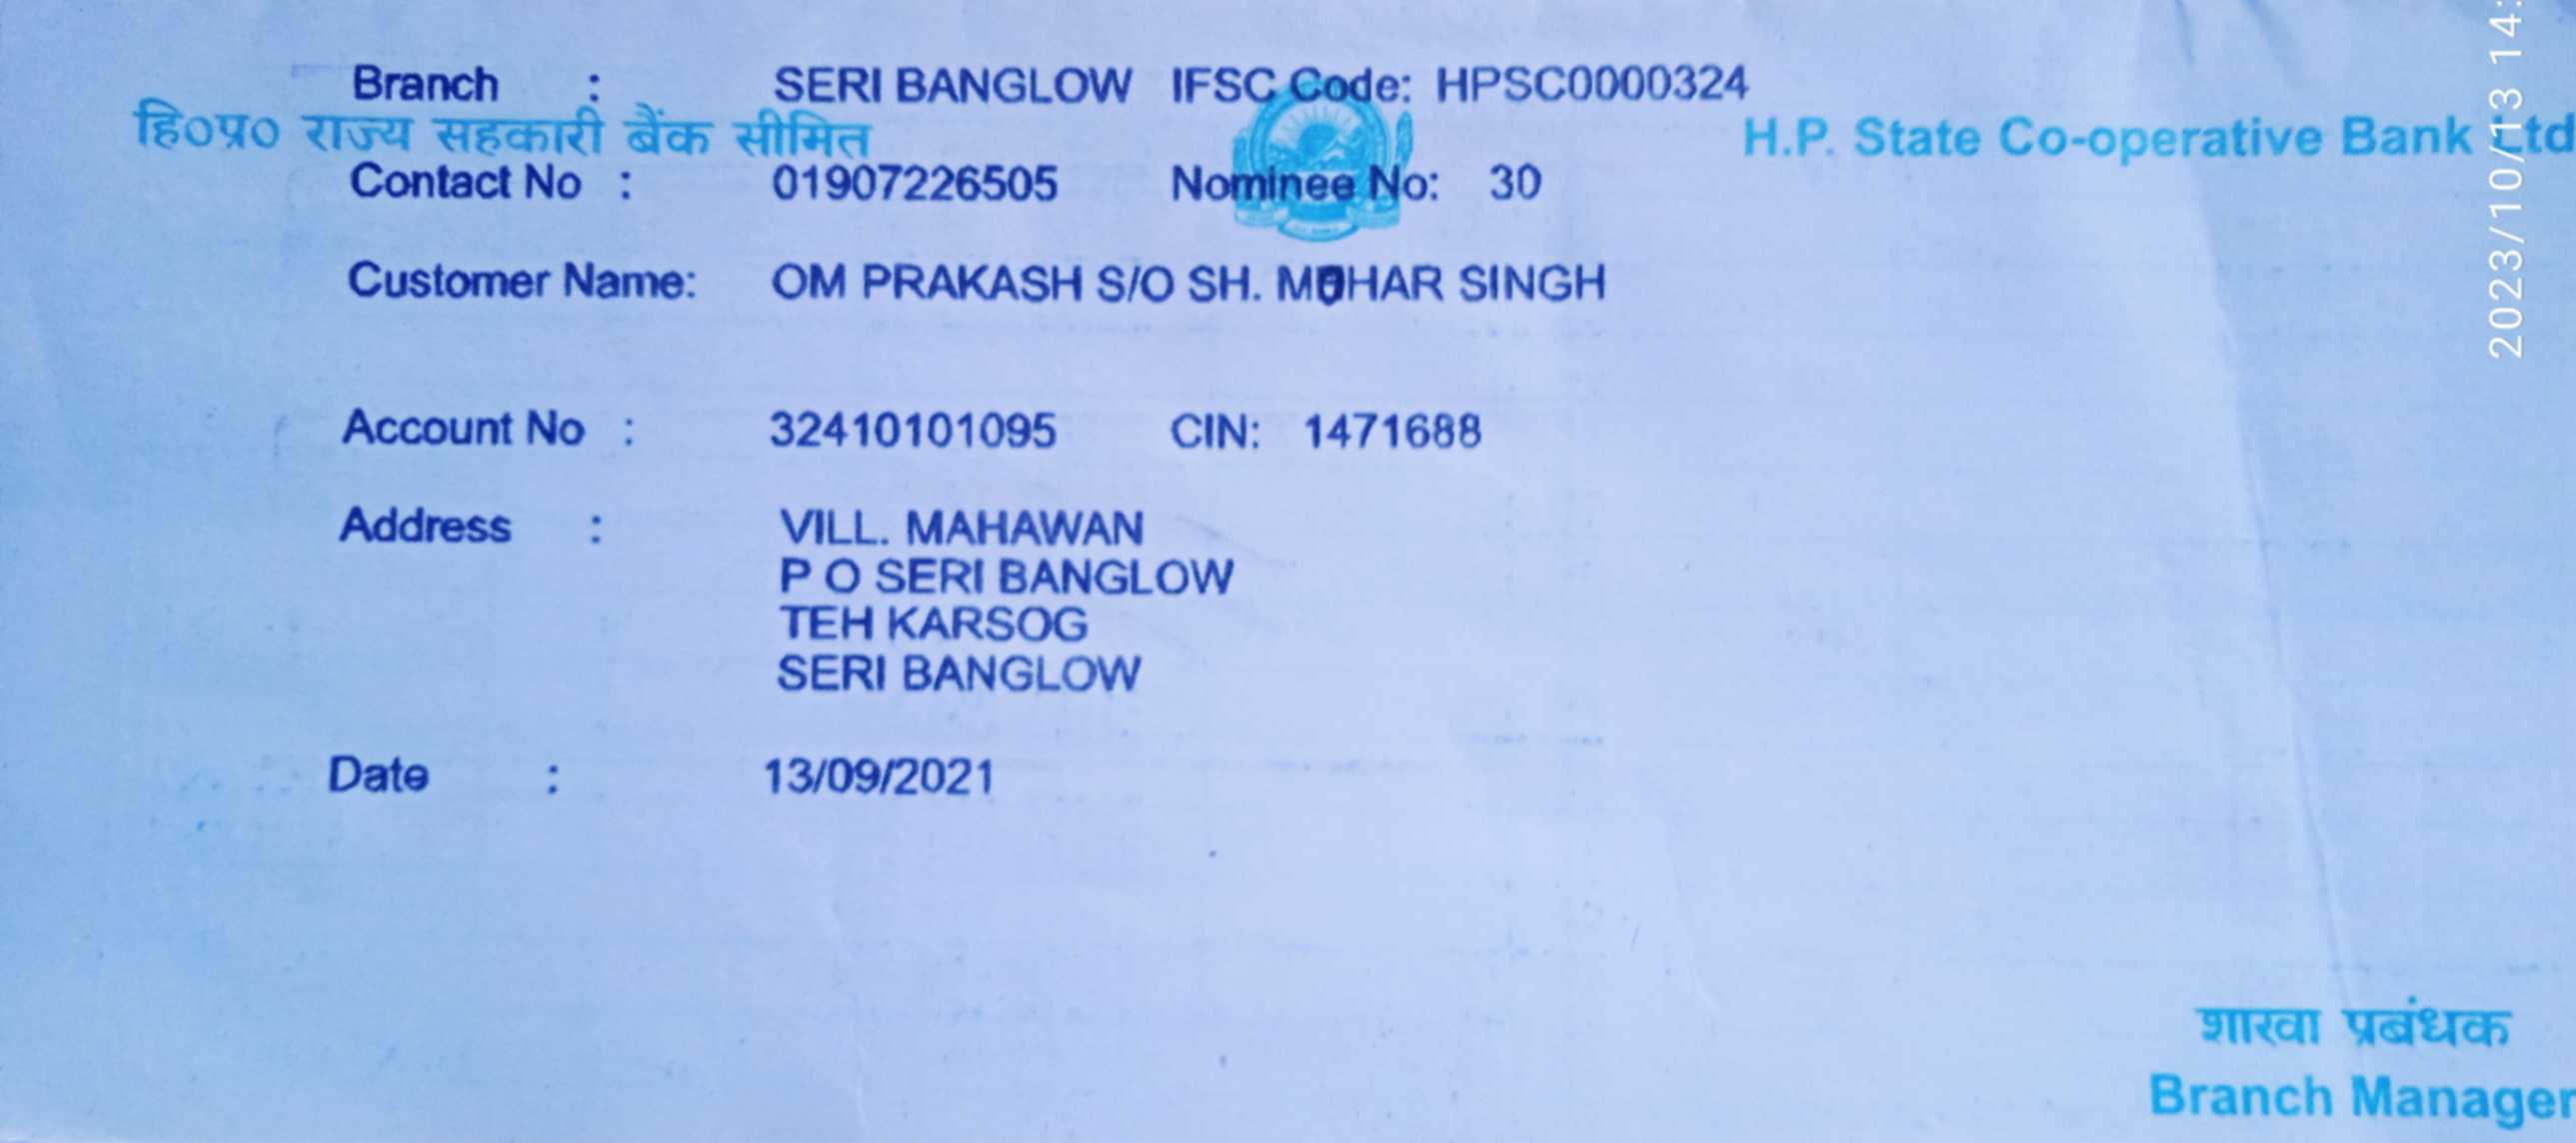 Branch : SERI BANGLOW IFSC Code: HPSC0000324
हि०प्र० राज्य सहकारी बैंक सीमित H.P. State Co-operative Bank Ltd
Contact No : 01907226505 Nominee No: 30
Customer Name: OM PRAKASH S/O SH. MOHAR SINGH
Account No : 32410101095 CIN: 1471688
Address : VILL. MAHAWAN
P O SERI BANGLOW
TEH KARSOG
SERI BANGLOW
Date : 13/09/2021
शाखा प्रबंधक
Branch Manager
2023/10/13 14: